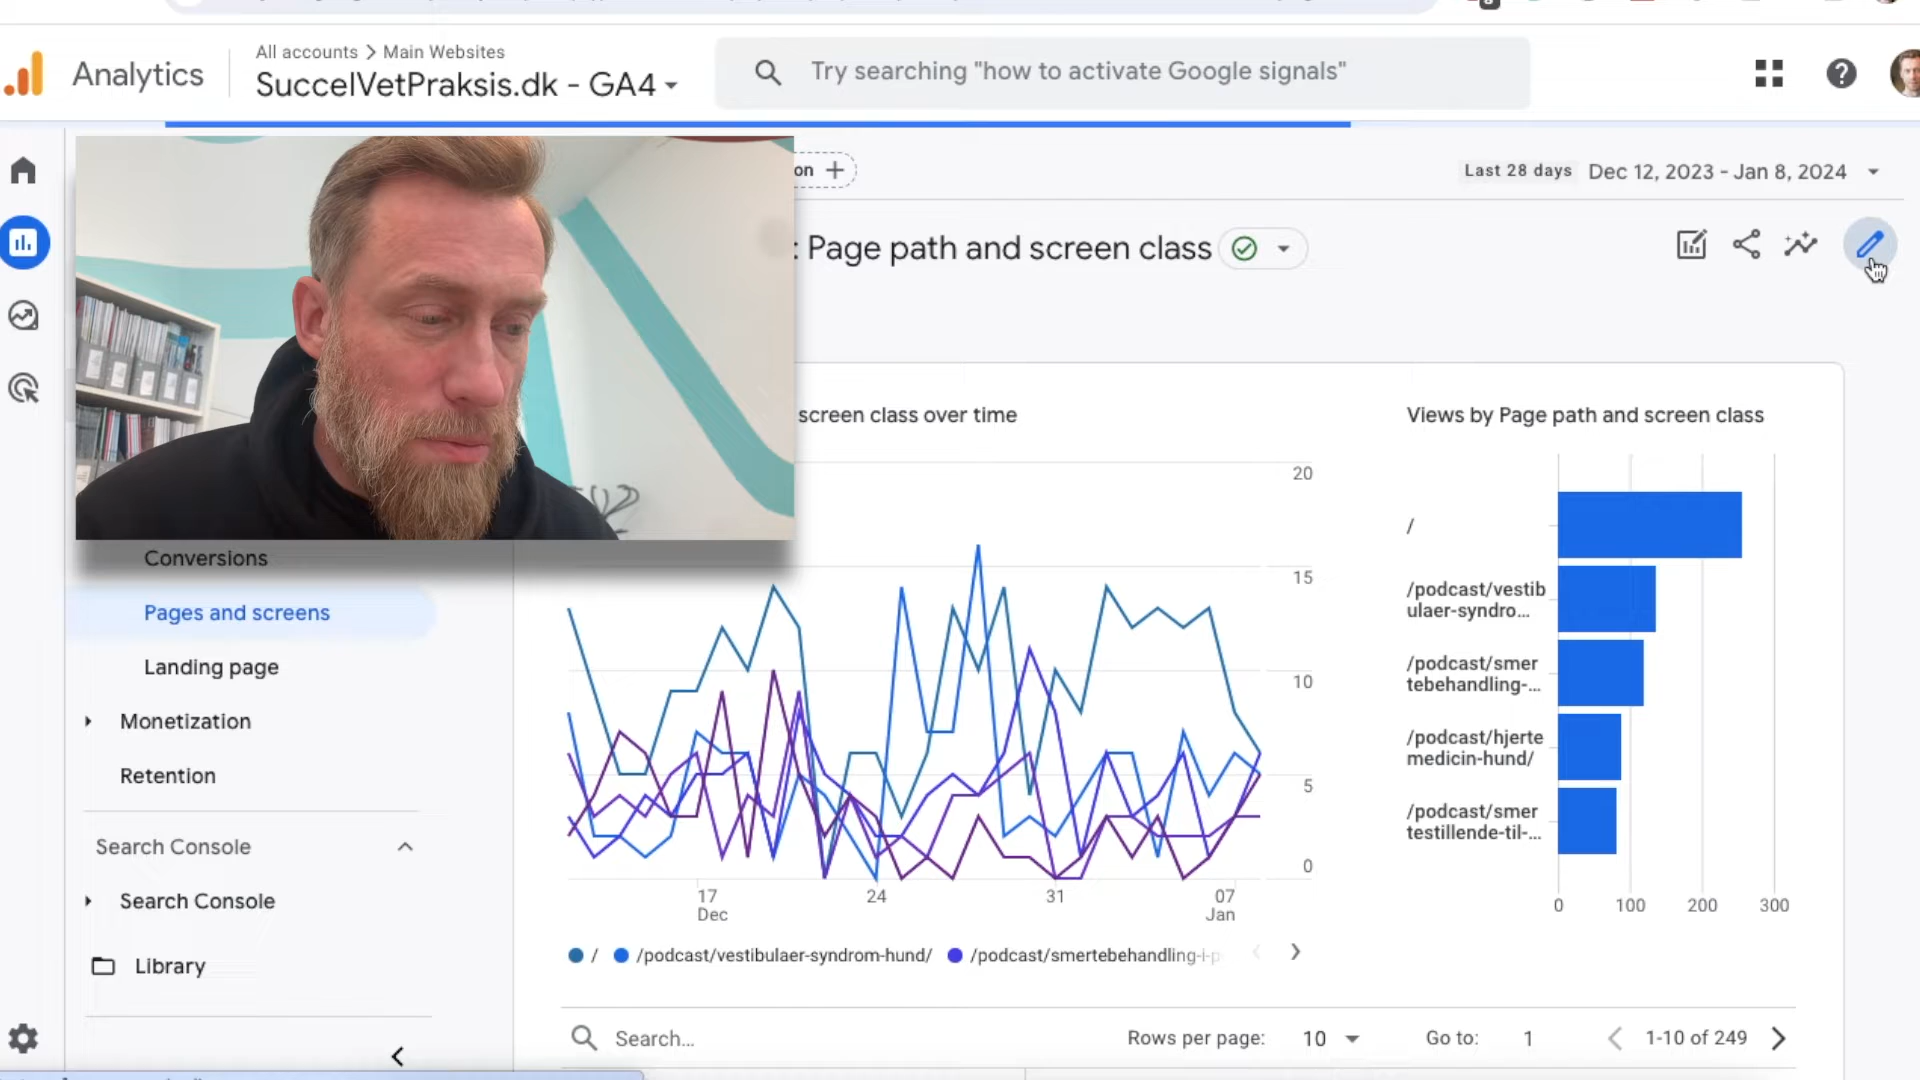 All accounts > Main Websites
Analytics
SuccelVetPraksis.dk - GA4
Try searching "how to activate Google signals"
on +
Last 28 days
Dec 12, 2023 - Jan 8, 2024
: Page path and screen class
screen class over time
Views by Page path and screen class
20
15
10
5
0
17
Dec
24
31
07
Jan
/
/podcast/vestibulaer-syndrom-hund/
/podcast/smertebehandling-i-p
/
/podcast/vestib
ulaer-syndro...
/podcast/smer
tebehandling-...
/podcast/hjerte
medicin-hund/
/podcast/smer
testillende-til-...
0
100
200
300
Conversions
Pages and screens
Landing page
Monetization
Retention
Search Console
Search Console
Library
Search...
Rows per page:
10
Go to:
1
1-10 of 249